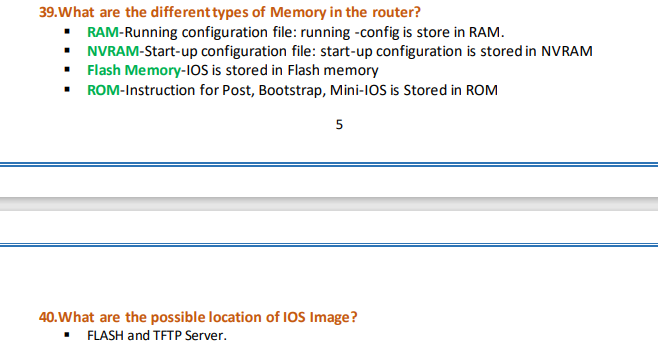 39.What are the different types of Memory in the router?
▪ RAM-Running configuration file: running -config is store in RAM.
▪ NVRAM-Start-up configuration file: start-up configuration is stored in NVRAM
▪ Flash Memory-IOS is stored in Flash memory
▪ ROM-Instruction for Post, Bootstrap, Mini-IOS is Stored in ROM
5
40.What are the possible location of IOS Image?
▪ FLASH and TFTP Server.